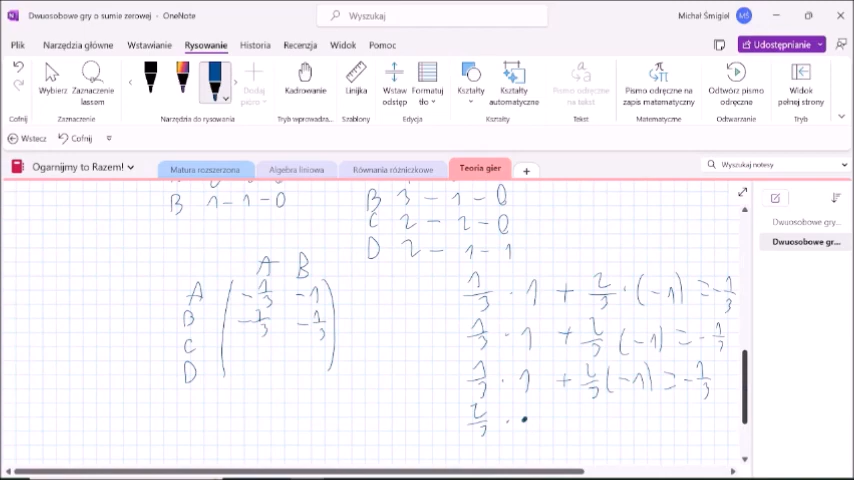 Dwuosobowe gry o sumie zerowej - OneNote
Wyszukaj
Michał Śmigiel MŚ
Plik Narzędzia główne Wstawianie Rysowanie Historia Recenzja Widok Pomoc Udostępnianie
Wybierz Zaznaczenie lassem Dodaj pióro Kadrowanie Linijka Wstaw odstęp Formatuj tło Kształty Kształty automatyczne Pismo odręczne na tekst Pismo odręczne na zapis matematyczny Odtwórz pismo odręczne Widok pełnej strony
Cofnij Zaznaczenie Narzędzia do rysowania Tryb wprowadza... Szablony Edycja Kształty Tekst Matematyczne Odtwarzanie Tryb
Wstecz Cofnij
Ogarnijmy to Razem! Matura rozszerzona Algebra liniowa Równania różniczkowe Teoria gier + Wyszukaj notesy
Dwuosobowe gry...
Dwuosobowe gr...
B 1 - 1 - 0
B 3 - 1 - 0
C 2 - 2 - 0
D 2 - 1 - 1
A B
A -1/3 -1
B -1/3 -1/3
C
D
1/3 · 1 + 2/3 · (-1) = -1/3
1/3 · 1 + 2/3 (-1) = -1/3
1/3 · 1 + 2/3 (-1) = -1/3
2/3 ·